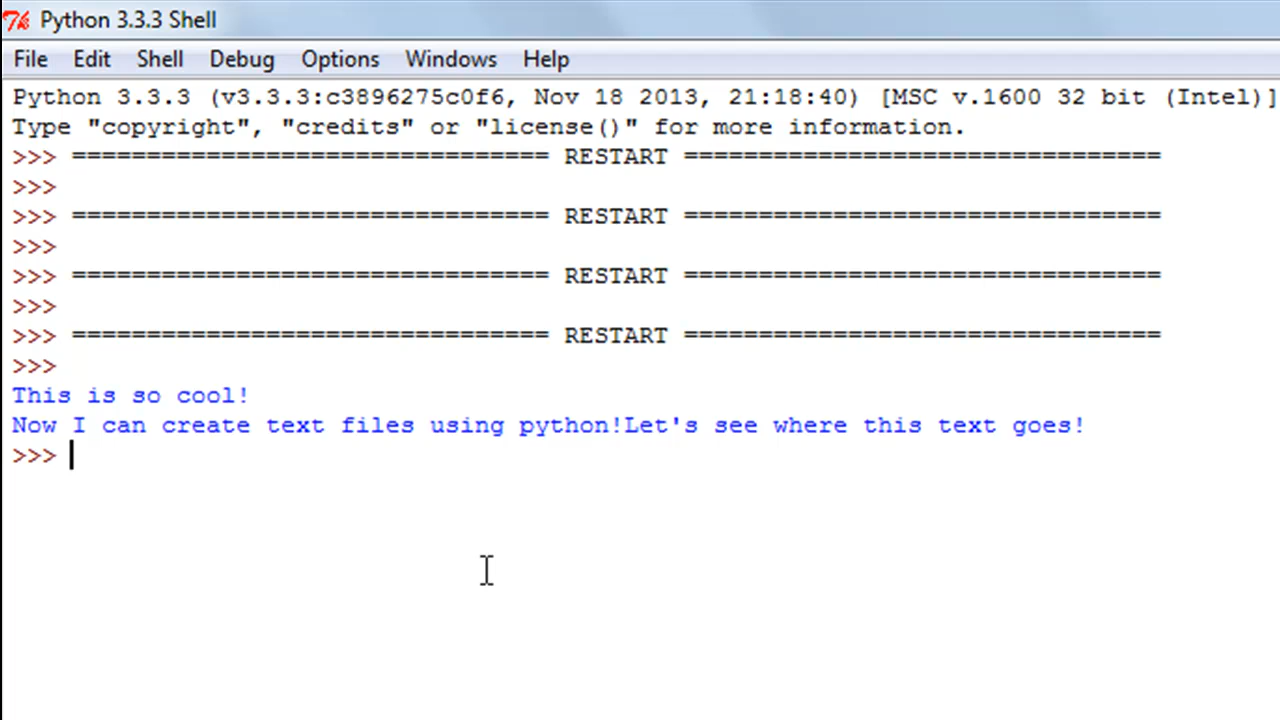 Python 3.3.3 Shell
File Edit Shell Debug Options Windows Help
Python 3.3.3 (v3.3.3:c3896275c0f6, Nov 18 2013, 21:18:40) [MSC v.1600 32 bit (Intel)]
Type "copyright", "credits" or "license()" for more information.
>>> ================================ RESTART ================================
>>>
>>> ================================ RESTART ================================
>>>
>>> ================================ RESTART ================================
>>>
>>> ================================ RESTART ================================
>>>
This is so cool!
Now I can create text files using python!Let's see where this text goes!
>>>